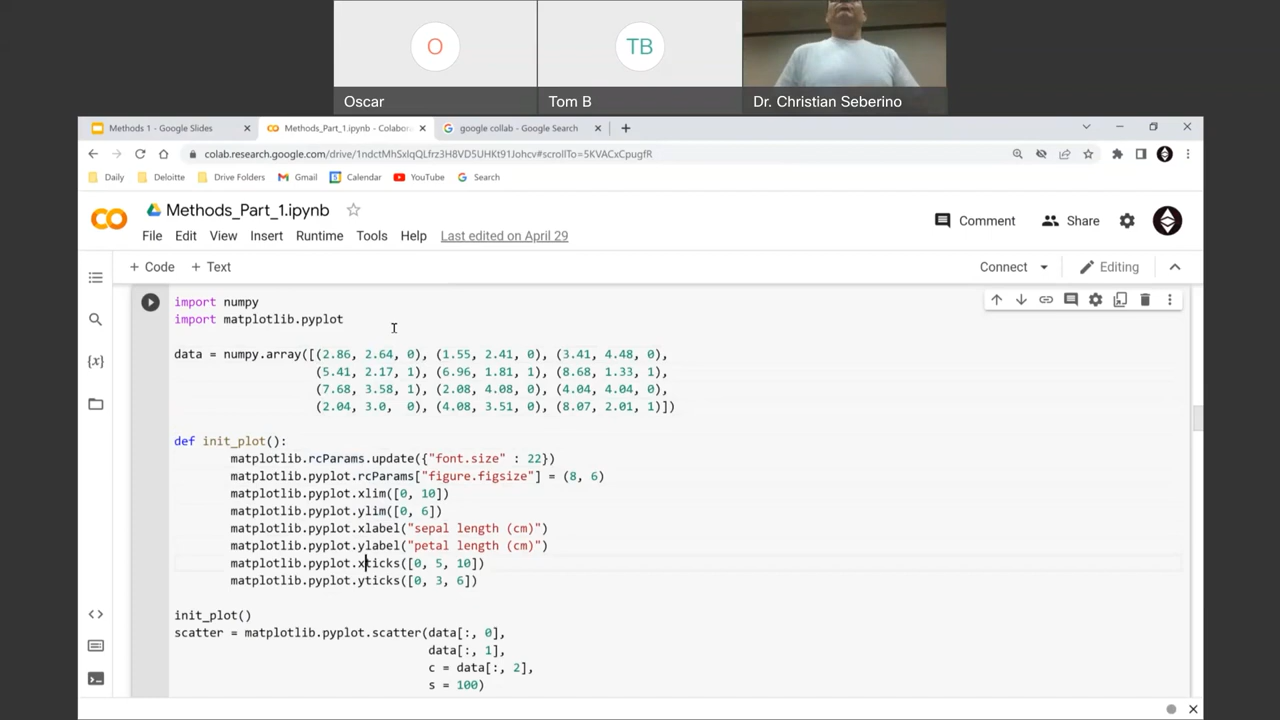 O
TB
Oscar
Tom B
Dr. Christian Seberino
Methods 1 - Google Slides
Methods_Part_1.ipynb - Colabora
google collab - Google Search
colab.research.google.com/drive/1ndctMhSxlqQLfrz3H8VD5UHKt91Johcv#scrollTo=5KVACxCpugfR
Daily
Deloitte
Drive Folders
Gmail
Calendar
YouTube
Search
CO
Methods_Part_1.ipynb
Comment
Share
File Edit View Insert Runtime Tools Help Last edited on April 29
+ Code + Text
Connect
Editing
import numpy
import matplotlib.pyplot
data = numpy.array([(2.86, 2.64, 0), (1.55, 2.41, 0), (3.41, 4.48, 0),
(5.41, 2.17, 1), (6.96, 1.81, 1), (8.68, 1.33, 1),
{x}
(7.68, 3.58, 1), (2.08, 4.08, 0), (4.04, 4.04, 0),
(2.04, 3.0,  0), (4.08, 3.51, 0), (8.07, 2.01, 1)])
def init_plot():
matplotlib.rcParams.update({"font.size" : 22})
matplotlib.pyplot.rcParams["figure.figsize"] = (8, 6)
matplotlib.pyplot.xlim([0, 10])
matplotlib.pyplot.ylim([0, 6])
matplotlib.pyplot.xlabel("sepal length (cm)")
matplotlib.pyplot.ylabel("petal length (cm)")
matplotlib.pyplot.xticks([0, 5, 10])
matplotlib.pyplot.yticks([0, 3, 6])
init_plot()
scatter = matplotlib.pyplot.scatter(data[:, 0],
data[:, 1],
c = data[:, 2],
s = 100)